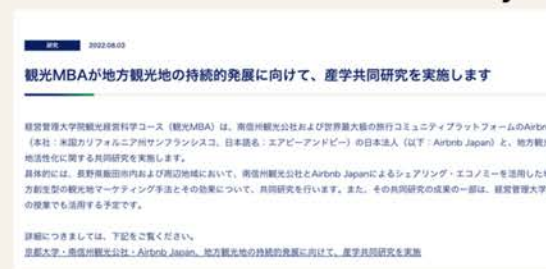 研究 2022.08.03
観光MBAが地方観光地の持続的発展に向けて、産学共同研究を実施します
経営管理大学院観光経営科学コース（観光MBA）は、南信州観光公社および世界最大級の旅行コミュニティプラットフォームのAirbnb
（本社：米国カリフォルニア州サンフランシスコ、日本語名：エアビーアンドビー）の日本法人（以下：Airbnb Japan）と、地方観光
地活性化に関する共同研究を実施します。
具体的には、長野県飯田市内および周辺地域において、南信州観光公社とAirbnb Japanによるシェアリング・エコノミーを活用した地
方創生型の観光地マーケティング手法とその効果について、共同研究を行います。また、その共同研究の成果の一部は、経営管理大学
の授業でも活用する予定です。
詳細につきましては、下記をご覧ください。
京都大学・南信州観光公社・Airbnb Japan、地方観光地の持続的発展に向けて、産学共同研究を実施